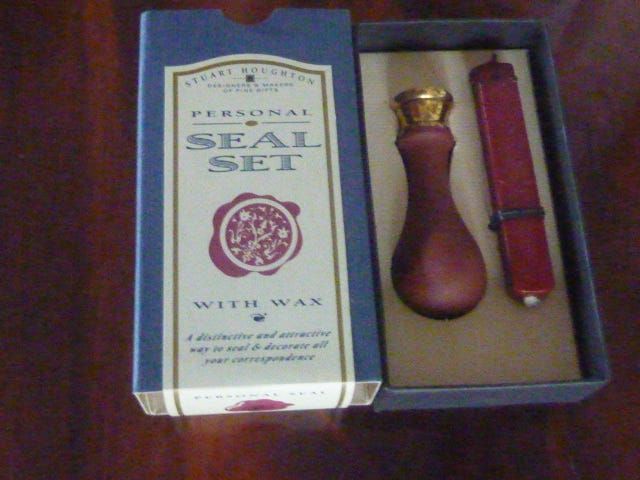 STUART HOUGHTON
DESIGNERS & MAKERS
OF FINE GIFTS
PERSONAL
SEAL
SET
WITH WAX
A distinctive and attractive
way to seal & decorate all
your correspondence
PERSONAL SEAL